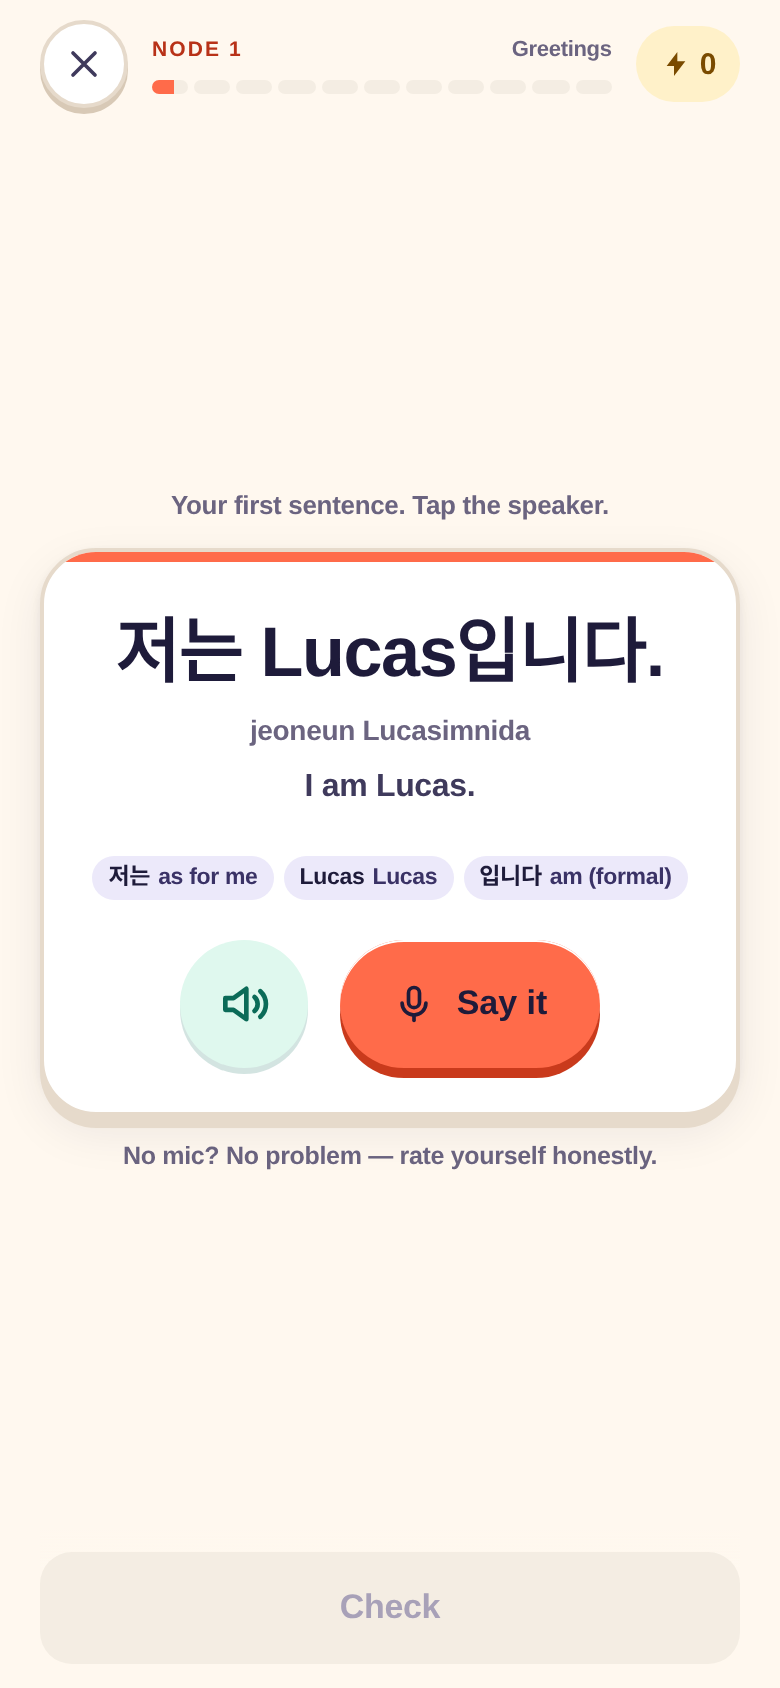 NODE 1
Greetings
0
Your first sentence. Tap the speaker.
저는 Lucas입니다.
jeoneun Lucasimnida
I am Lucas.
저는 as for me
Lucas Lucas
입니다 am (formal)
Say it
No mic? No problem — rate yourself honestly.
Check